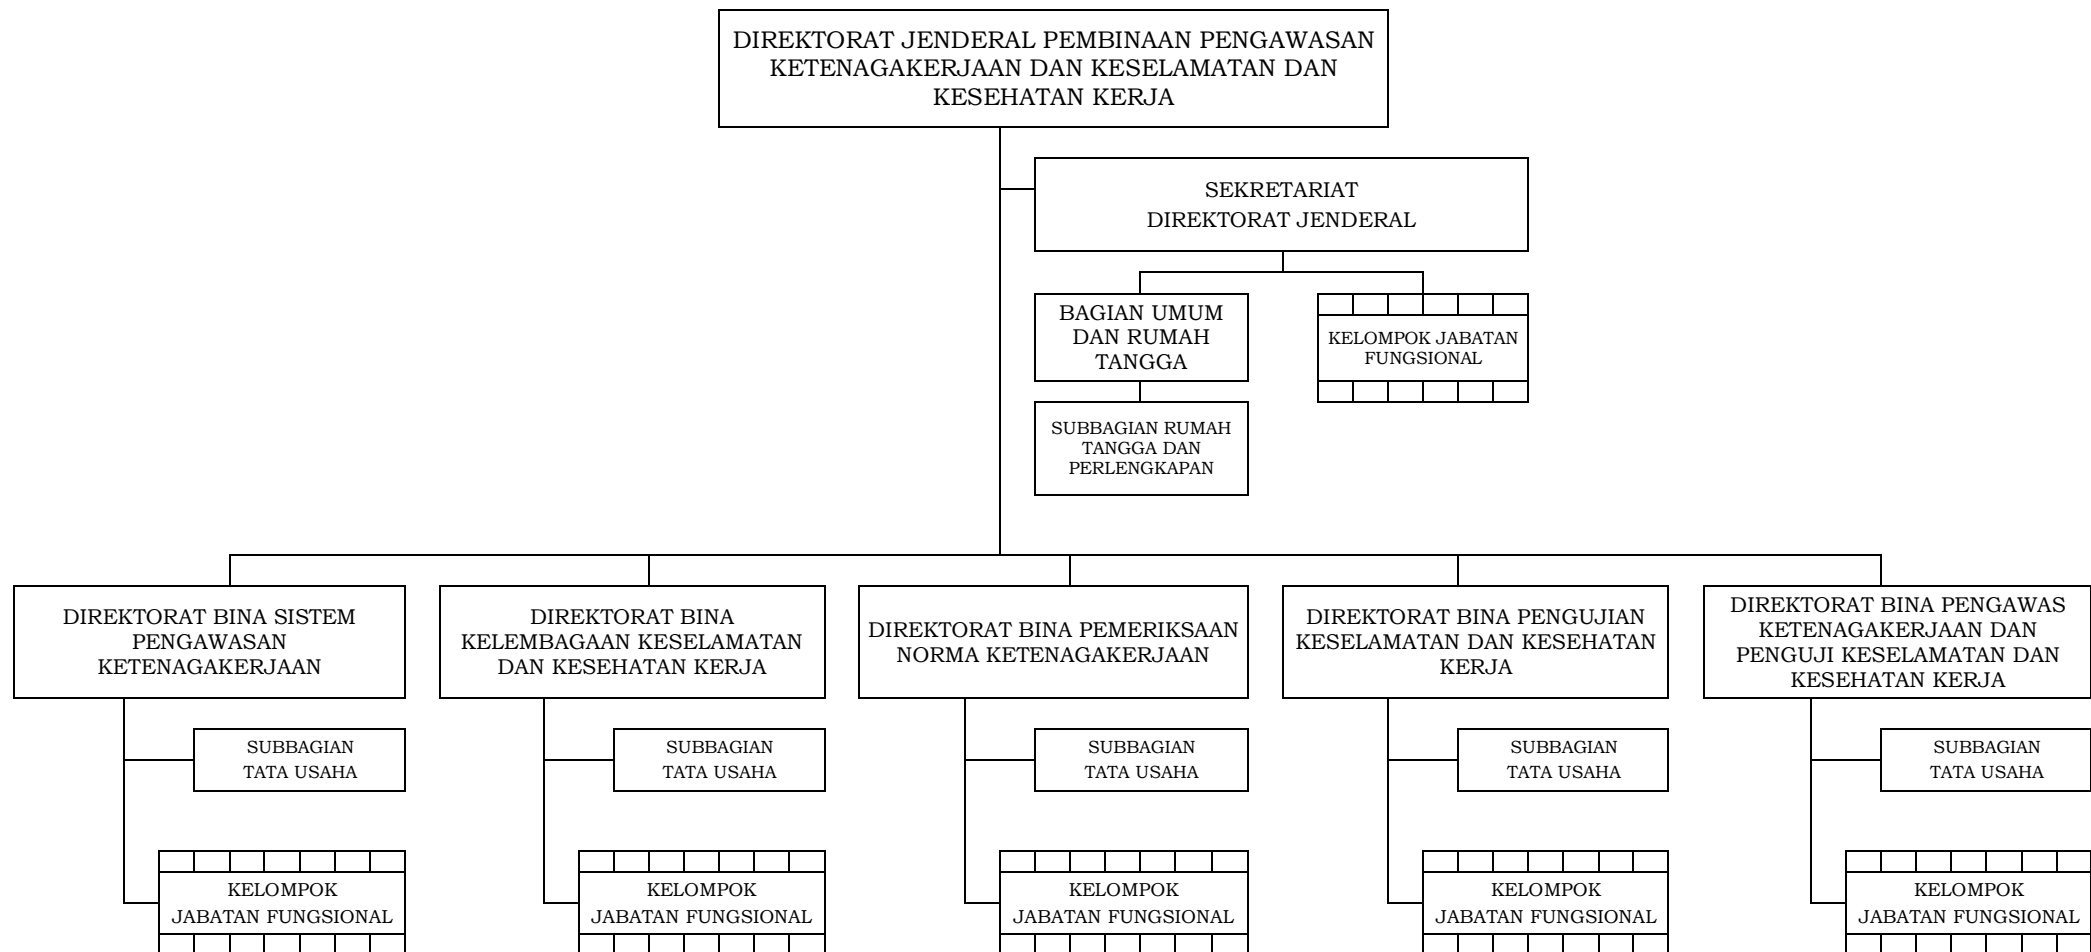 DIREKTORAT JENDERAL PEMBINAAN PENGAWASAN
KETENAGAKERJAAN DAN KESELAMATAN DAN
KESEHATAN KERJA
SEKRETARIAT
DIREKTORAT JENDERAL
BAGIAN UMUM
DAN RUMAH
TANGGA
KELOMPOK JABATAN
FUNGSIONAL
SUBBAGIAN RUMAH
TANGGA DAN
PERLENGKAPAN
DIREKTORAT BINA SISTEM
PENGAWASAN
KETENAGAKERJAAN
DIREKTORAT BINA
KELEMBAGAAN KESELAMATAN
DAN KESEHATAN KERJA
DIREKTORAT BINA PEMERIKSAAN
NORMA KETENAGAKERJAAN
DIREKTORAT BINA PENGUJIAN
KESELAMATAN DAN KESEHATAN
KERJA
DIREKTORAT BINA PENGAWAS
KETENAGAKERJAAN DAN
PENGUJI KESELAMATAN DAN
KESEHATAN KERJA
SUBBAGIAN
TATA USAHA
SUBBAGIAN
TATA USAHA
SUBBAGIAN
TATA USAHA
SUBBAGIAN
TATA USAHA
SUBBAGIAN
TATA USAHA
KELOMPOK
JABATAN FUNGSIONAL
KELOMPOK
JABATAN FUNGSIONAL
KELOMPOK
JABATAN FUNGSIONAL
KELOMPOK
JABATAN FUNGSIONAL
KELOMPOK
JABATAN FUNGSIONAL